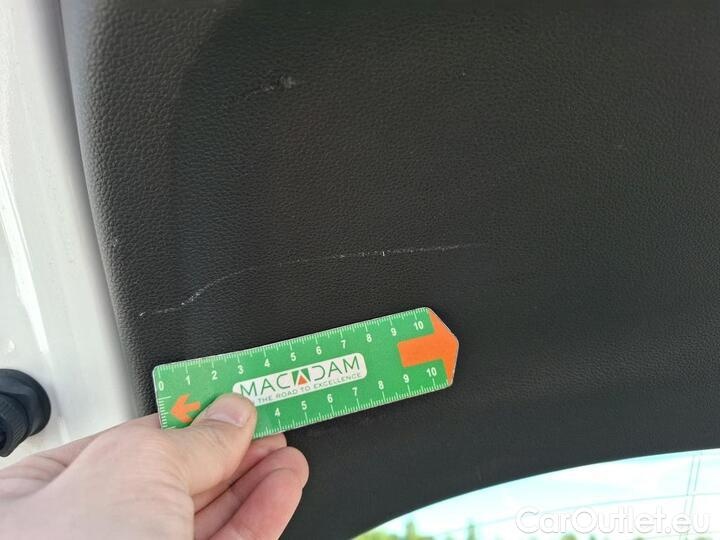 0 1 2 3 4 5 6 7 8 9 10
MACADAM
THE ROAD TO EXCELLENCE
4 5 6 7 8 9 10
CarOutlet.eu